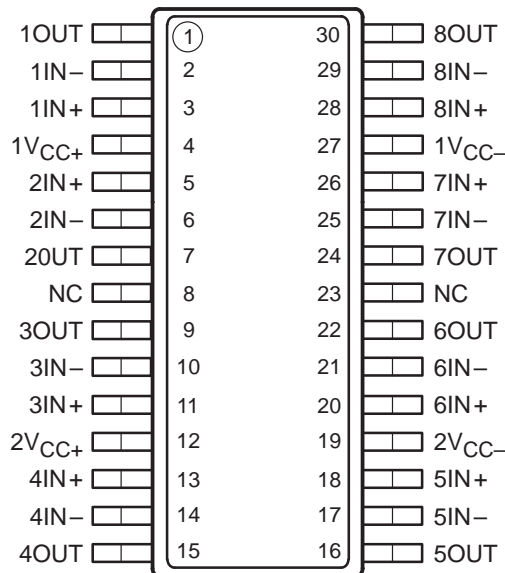 1OUT 1 30 8OUT
1IN– 2 29 8IN–
1IN+ 3 28 8IN+
1VCC+ 4 27 1VCC–
2IN+ 5 26 7IN+
2IN– 6 25 7IN–
20UT 7 24 7OUT
NC 8 23 NC
3OUT 9 22 6OUT
3IN– 10 21 6IN–
3IN+ 11 20 6IN+
2VCC+ 12 19 2VCC–
4IN+ 13 18 5IN+
4IN– 14 17 5IN–
4OUT 15 16 5OUT